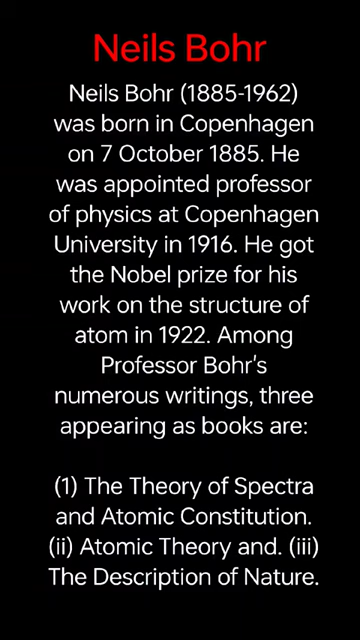 Neils Bohr
Neils Bohr (1885-1962)
was born in Copenhagen
on 7 October 1885. He
was appointed professor
of physics at Copenhagen
University in 1916. He got
the Nobel prize for his
work on the structure of
atom in 1922. Among
Professor Bohr's
numerous writings, three
appearing as books are:
(1) The Theory of Spectra
and Atomic Constitution.
(ii) Atomic Theory and. (iii)
The Description of Nature.